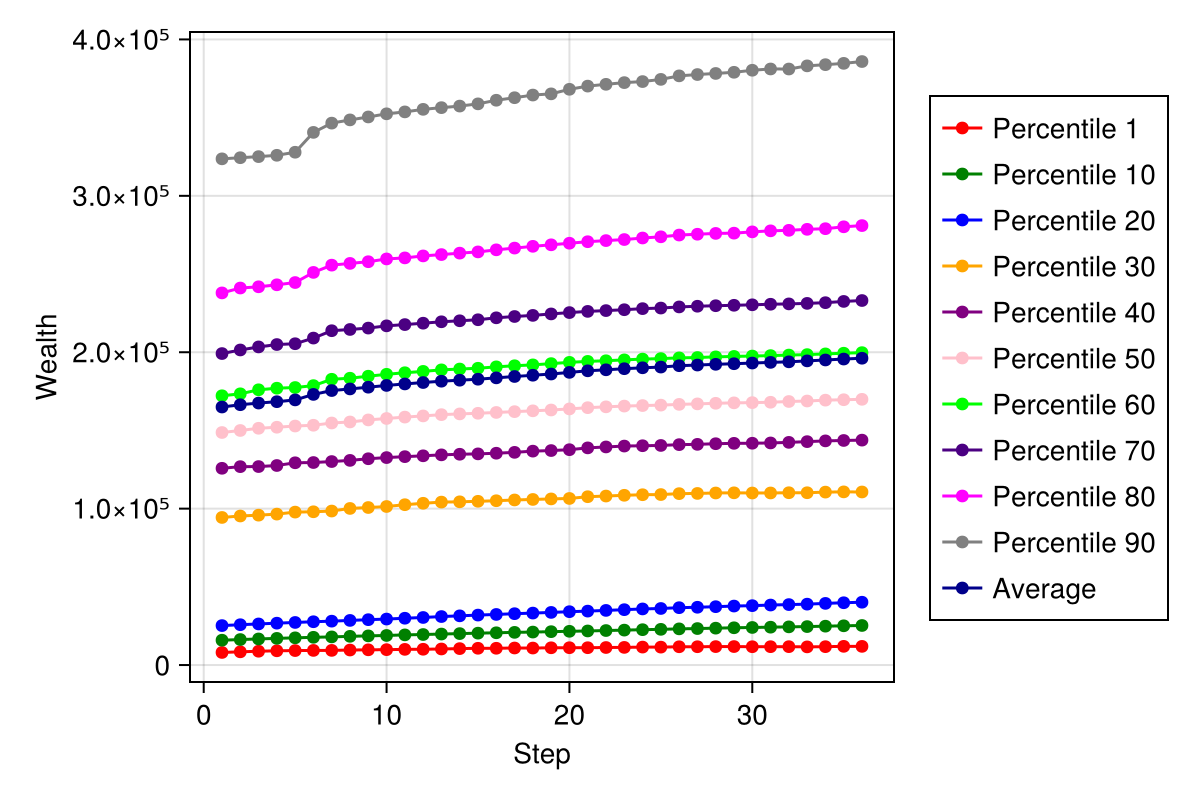 4.0×10⁵
3.0×10⁵
2.0×10⁵
1.0×10⁵
0
Wealth
0 10 20 30
Step
Percentile 1
Percentile 10
Percentile 20
Percentile 30
Percentile 40
Percentile 50
Percentile 60
Percentile 70
Percentile 80
Percentile 90
Average